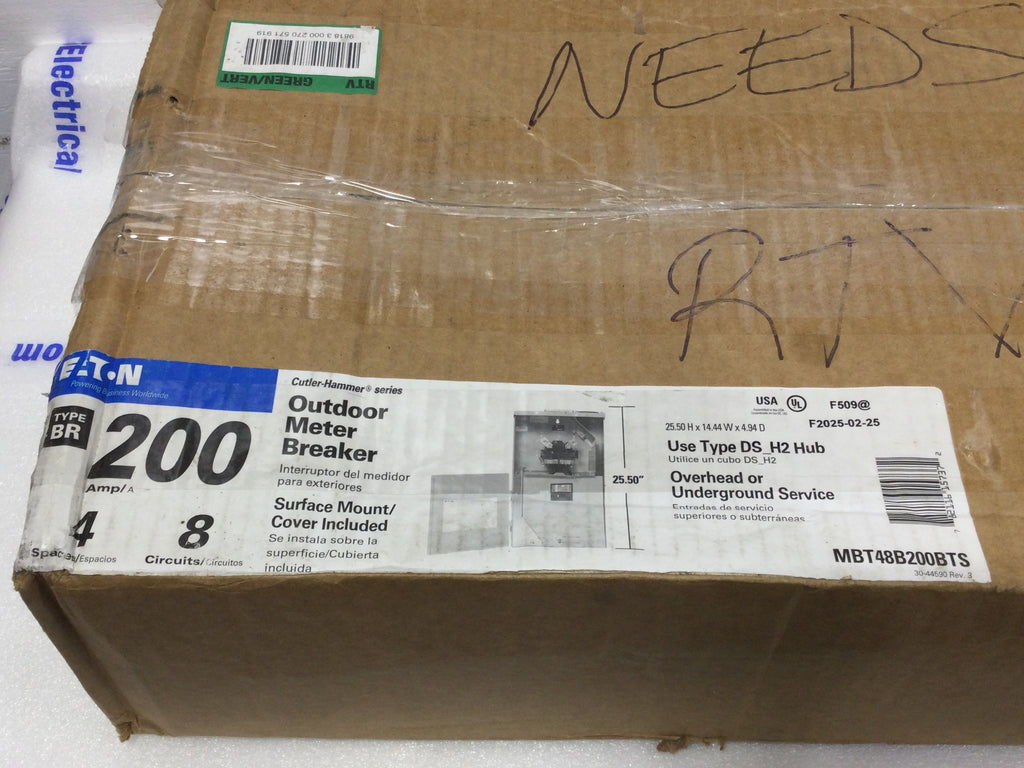 Electrical
om
9818 3 000 270 571 919
RTV
GREEN/VERT
NEEDS
RTV
EATON
Powering Business Worldwide
TYPE
BR
200
Amp/A
4
8
Spaces/Espacios
Circuits/Circuitos
Cutler-Hammer® series
Outdoor
Meter
Breaker
Interruptor del medidor
para exteriores
Surface Mount/
Cover Included
Se instala sobre la
superficie/Cubierta
incluida
25.50"
USA
UL
F509@
F2025-02-25
25.50 H x 14.44 W x 4.94 D
Use Type DS_H2 Hub
Utilice un cubo DS_H2
Overhead or
Underground Service
Entradas de servicio
superiores o subterráneas
MBT48B200BTS
30-44590 Rev. 3